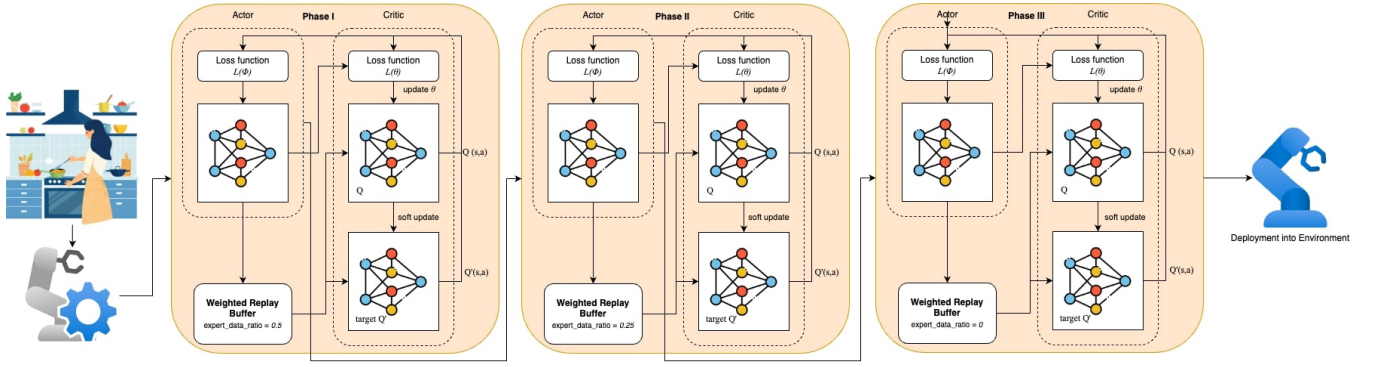 Actor
Phase I
Critic
Loss function
L(Φ)
Loss function
L(θ)
update θ
Q (s,a)
Q
soft update
Q'(s,a)
target Q'
Weighted Replay
Buffer
expert_data_ratio = 0.5
Actor
Phase II
Critic
Loss function
L(Φ)
Loss function
L(θ)
update θ
Q (s,a)
Q
soft update
Q'(s,a)
target Q'
Weighted Replay
Buffer
expert_data_ratio = 0.25
Actor
Phase III
Critic
Loss function
L(Φ)
Loss function
L(θ)
update θ
Q (s,a)
Q
soft update
Q'(s,a)
target Q'
Weighted Replay
Buffer
expert_data_ratio = 0
Deployment into Environment